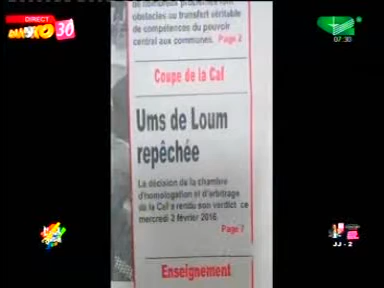 DIRECT
30
07:30
obstacles au transfert véritable
de compétences du pouvoir
central aux communes. Page 2
Coupe de la Caf
Ums de Loum
repêchée
La décision de la chambre
d'homologation et d'arbitrage
de la Caf a rendu son verdict ce
mercredi 3 février 2016.
Page 7
Enseignement
JJ - 2